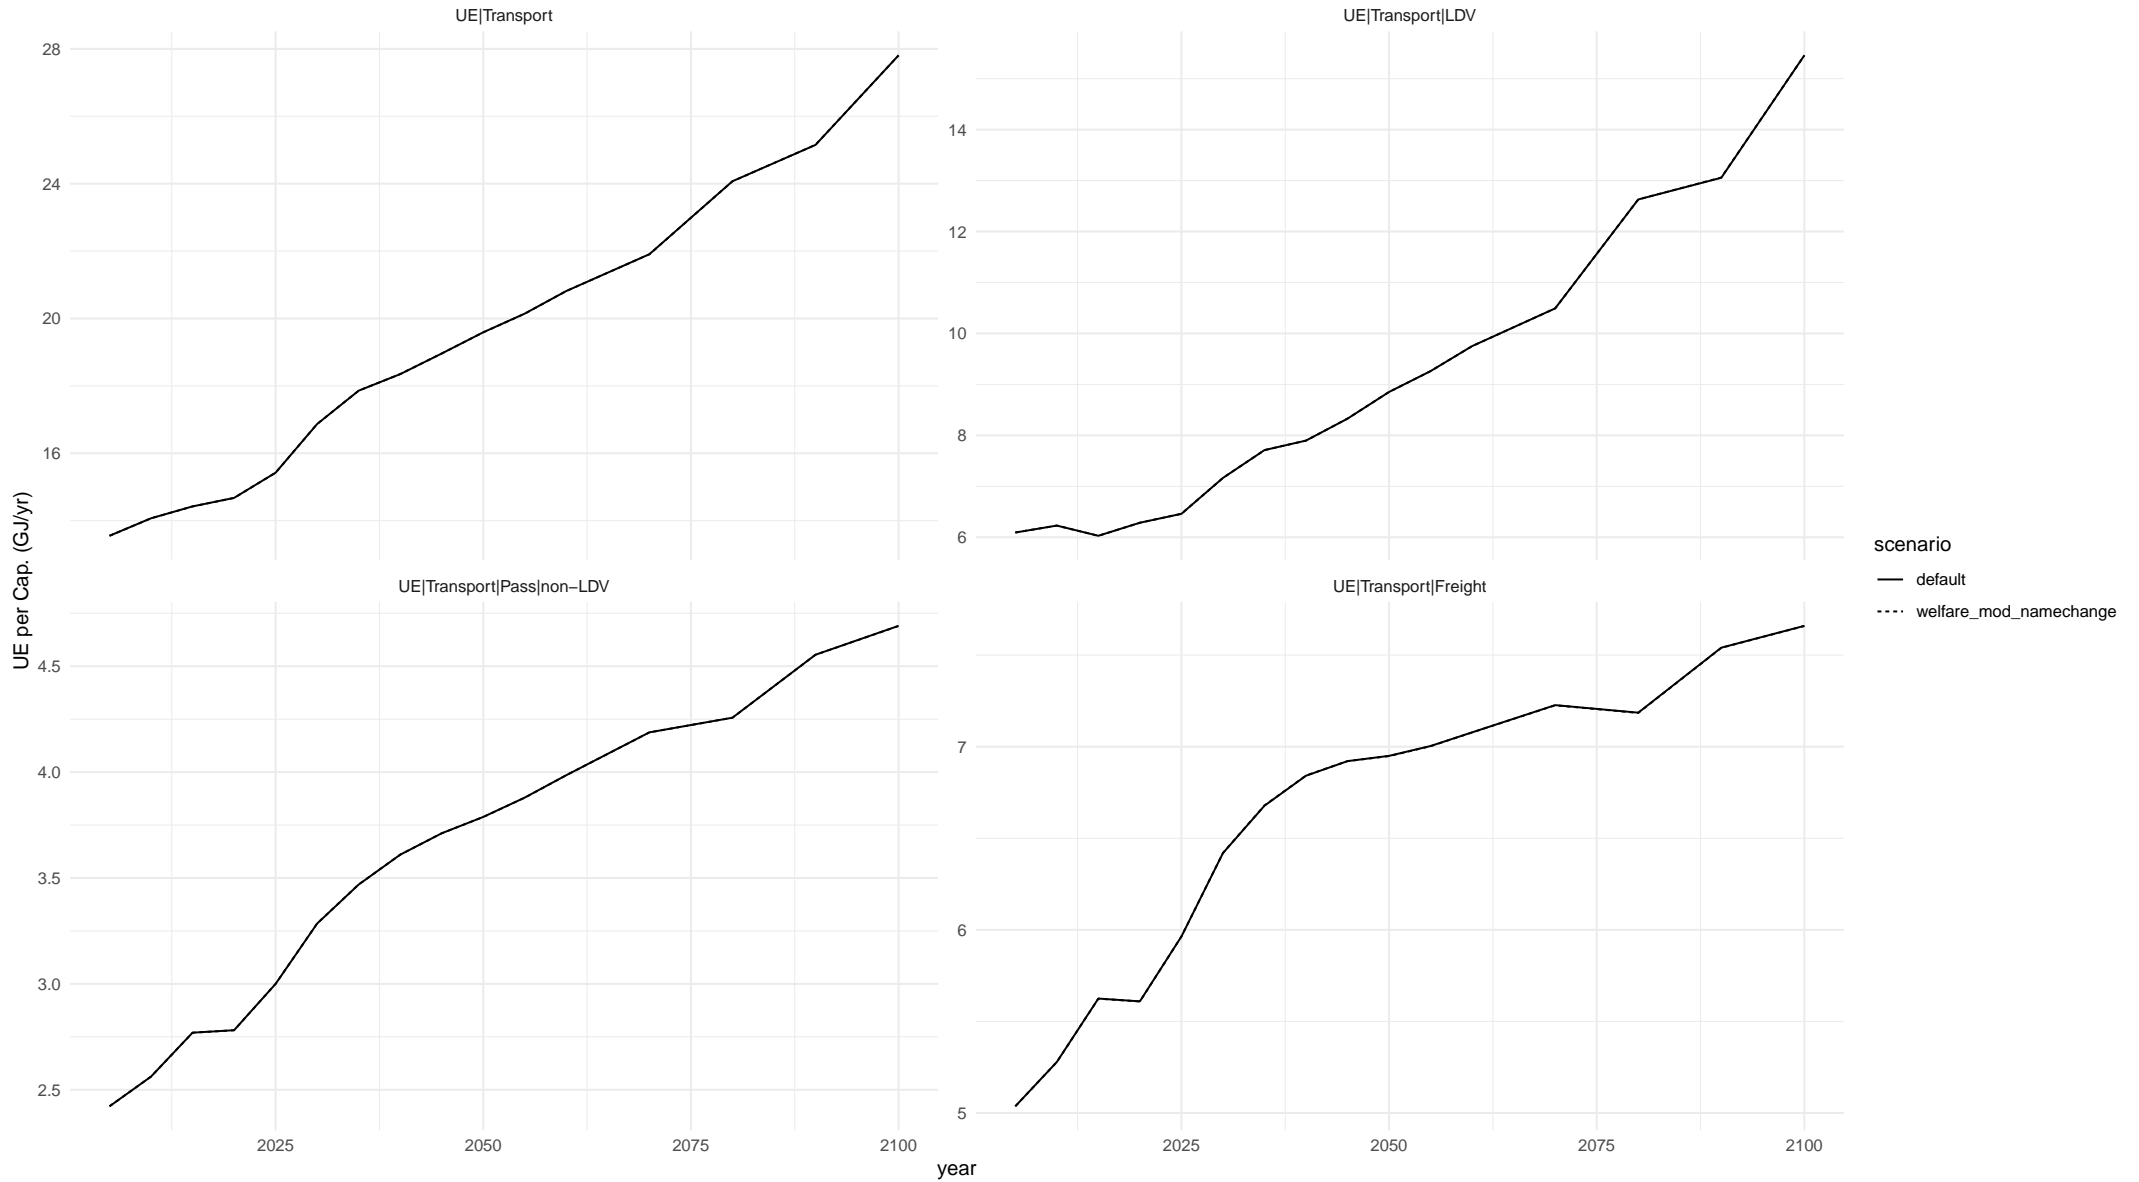 UE|Transport
UE|Transport|LDV
28
24
20
16
14
12
10
8
6
UE per Cap. (GJ/yr)
UE|Transport|Pass|non−LDV
UE|Transport|Freight
4.5
4.0
3.5
3.0
2.5
7
6
5
2025
2050
2075
2100
2025
2050
2075
2100
year
scenario
default
welfare_mod_namechange